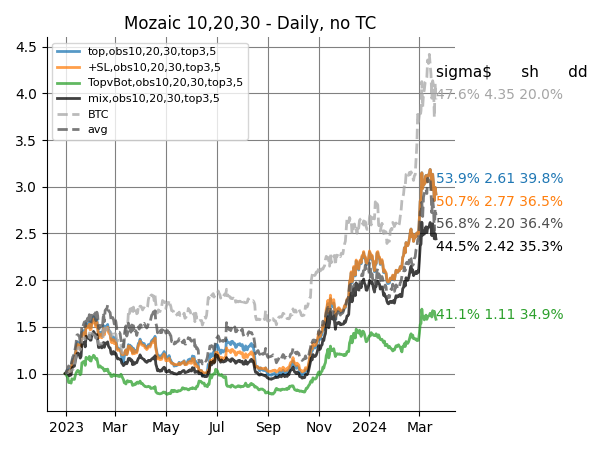 Mozaic 10,20,30 - Daily, no TC
4.5
4.0
3.5
3.0
2.5
2.0
1.5
1.0
top,obs10,20,30,top3,5
+SL,obs10,20,30,top3,5
TopvBot,obs10,20,30,top3,5
mix,obs10,20,30,top3,5
BTC
avg
sigma$ sh dd
47.6% 4.35 20.0%
53.9% 2.61 39.8%
50.7% 2.77 36.5%
56.8% 2.20 36.4%
44.5% 2.42 35.3%
41.1% 1.11 34.9%
2023 Mar May Jul Sep Nov 2024 Mar